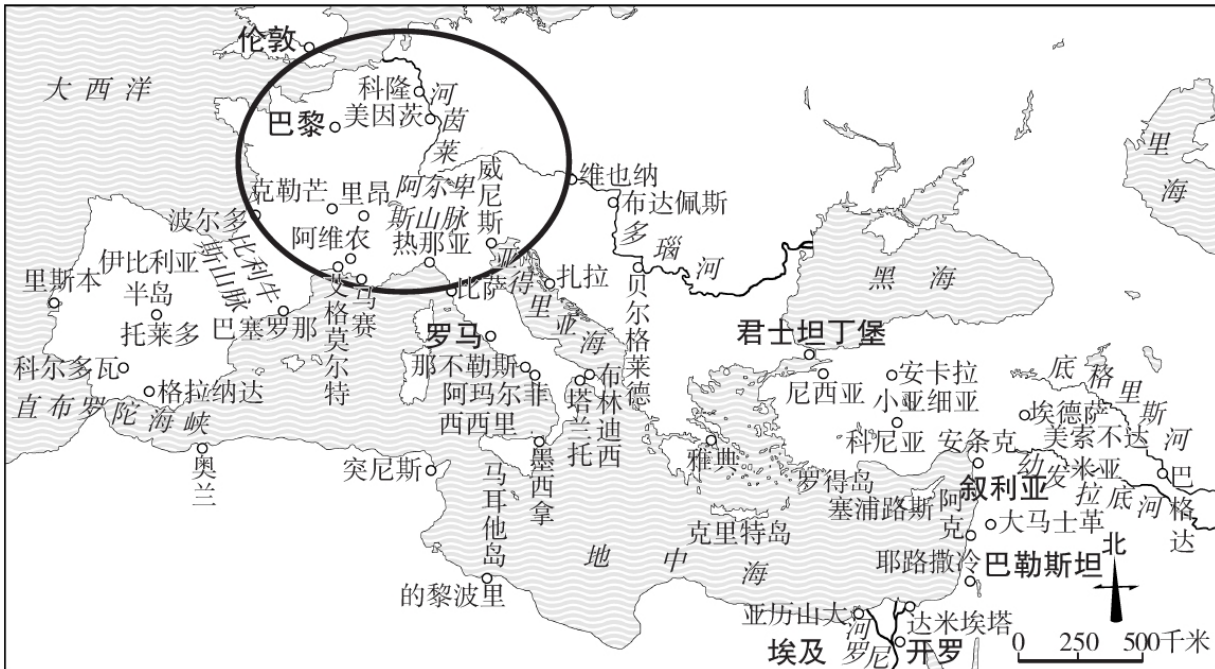 伦敦
大西洋
科隆
美因茨
莱茵河
巴黎
里海
克勒芒
里昂
阿尔卑斯山脉
威尼斯
维也纳
布达佩斯
多瑙河
波尔多
比利牛斯山脉
阿维农
热那亚
亚得里亚海
扎拉
贝尔格莱德
黑海
伊比利亚
半岛
里斯本
托莱多
巴塞罗那
艾格莫尔特
马赛
比萨
罗马
君士坦丁堡
科尔多瓦
格拉纳达
直布罗陀海峡
奥兰
那不勒斯
阿玛尔菲
西西里
塔兰托
布林迪西
尼西亚
安卡拉
小亚细亚
底格里斯河
埃德萨
美索不达
米亚
突尼斯
马耳他岛
墨西拿
雅典
科尼亚
安条克
幼发拉底河
巴格达
罗得岛
塞浦路斯
叙利亚
阿克
大马士革
克里特岛
地中海
耶路撒冷
巴勒斯坦
北
的黎波里
亚历山大
达米埃塔
埃及
尼罗河
开罗
0 250 500千米